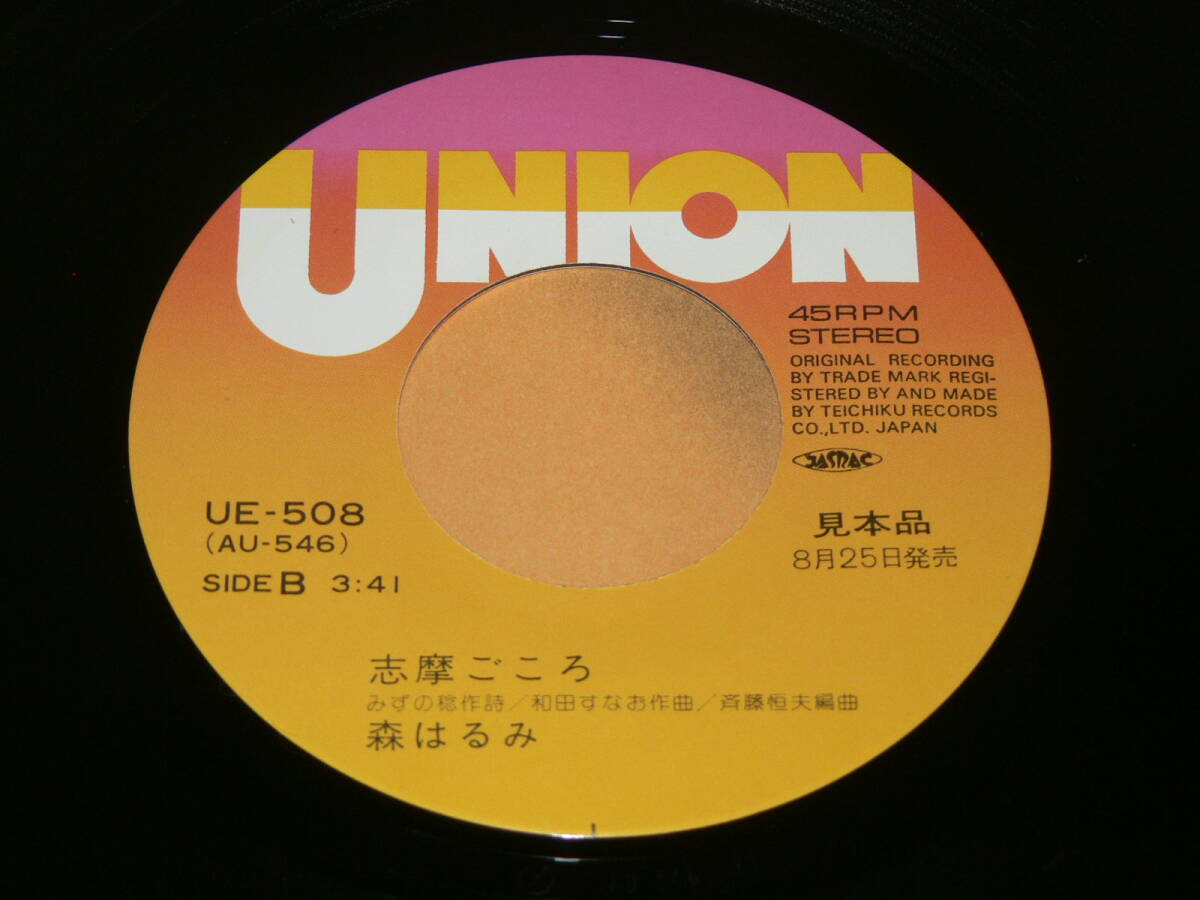 UNION
45RPM
STEREO
ORIGINAL RECORDING
BY TRADE MARK REGI-
STERED BY AND MADE
BY TEICHIKU RECORDS
CO.,LTD. JAPAN
JASRAC
UE-508
(AU-546)
SIDE B 3:41
見本品
8月25日発売
志摩ごころ
みずの稔作詩/和田すなお作曲/斉藤恒夫編曲
森はるみ